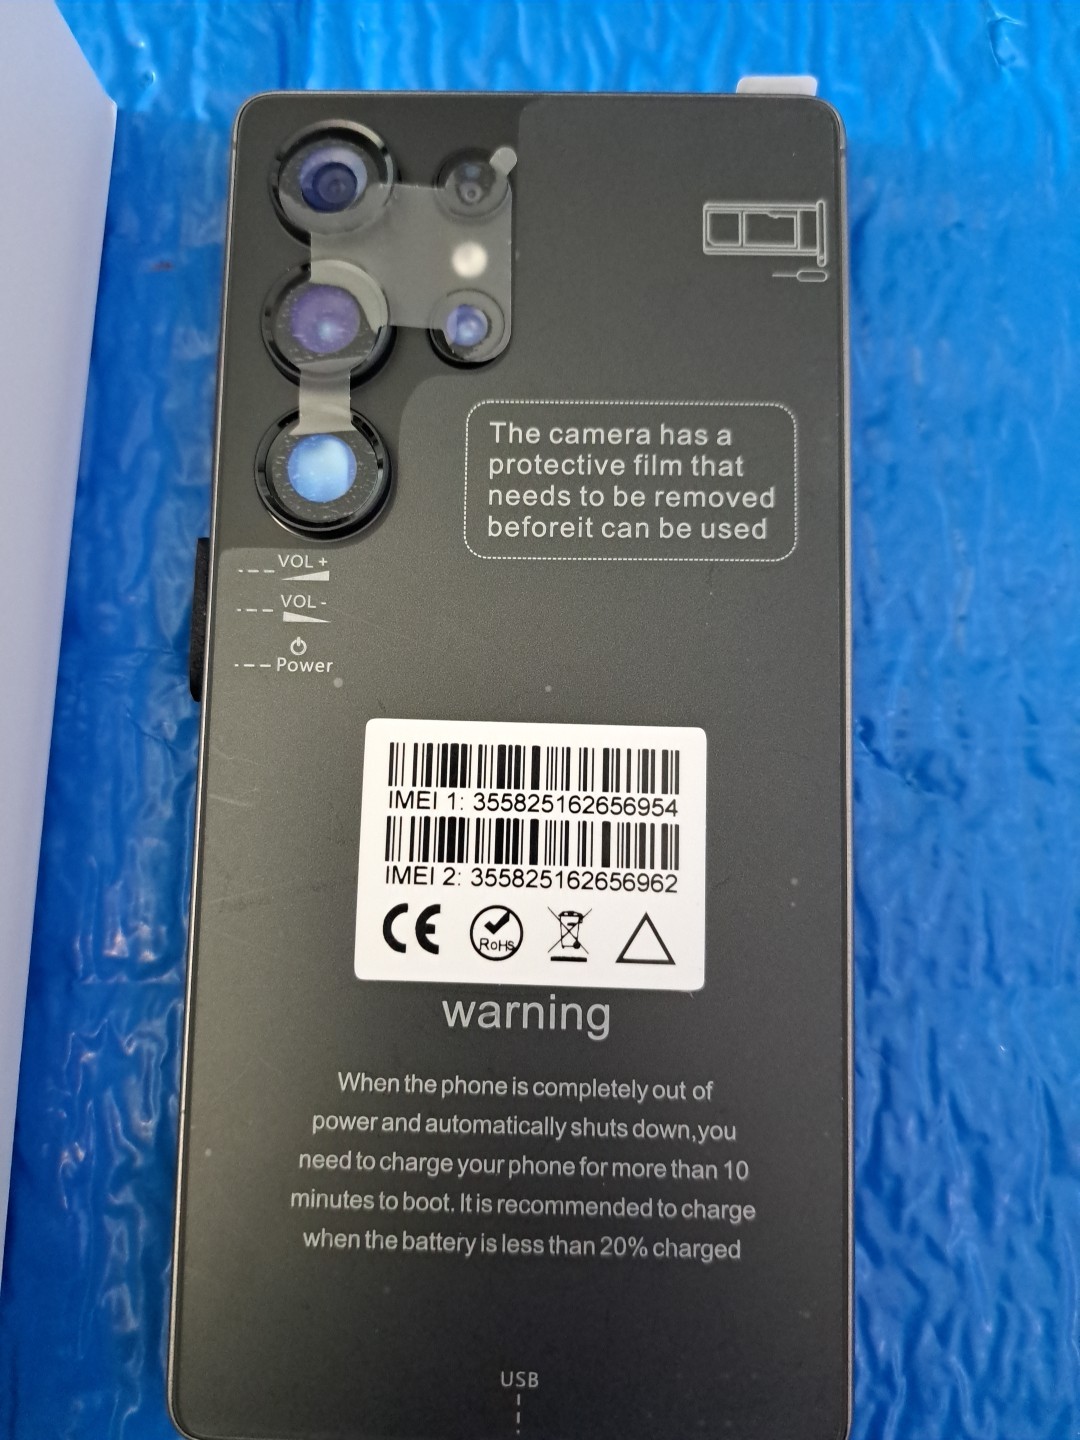 The camera has a
protective film that
needs to be removed
beforeit can be used
VOL +
VOL -
Power
IMEI 1: 355825162656954
IMEI 2: 355825162656962
CE
RoHS
warning
When the phone is completely out of
power and automatically shuts down,you
need to charge your phone for more than 10
minutes to boot. It is recommended to charge
when the battery is less than 20% charged
USB